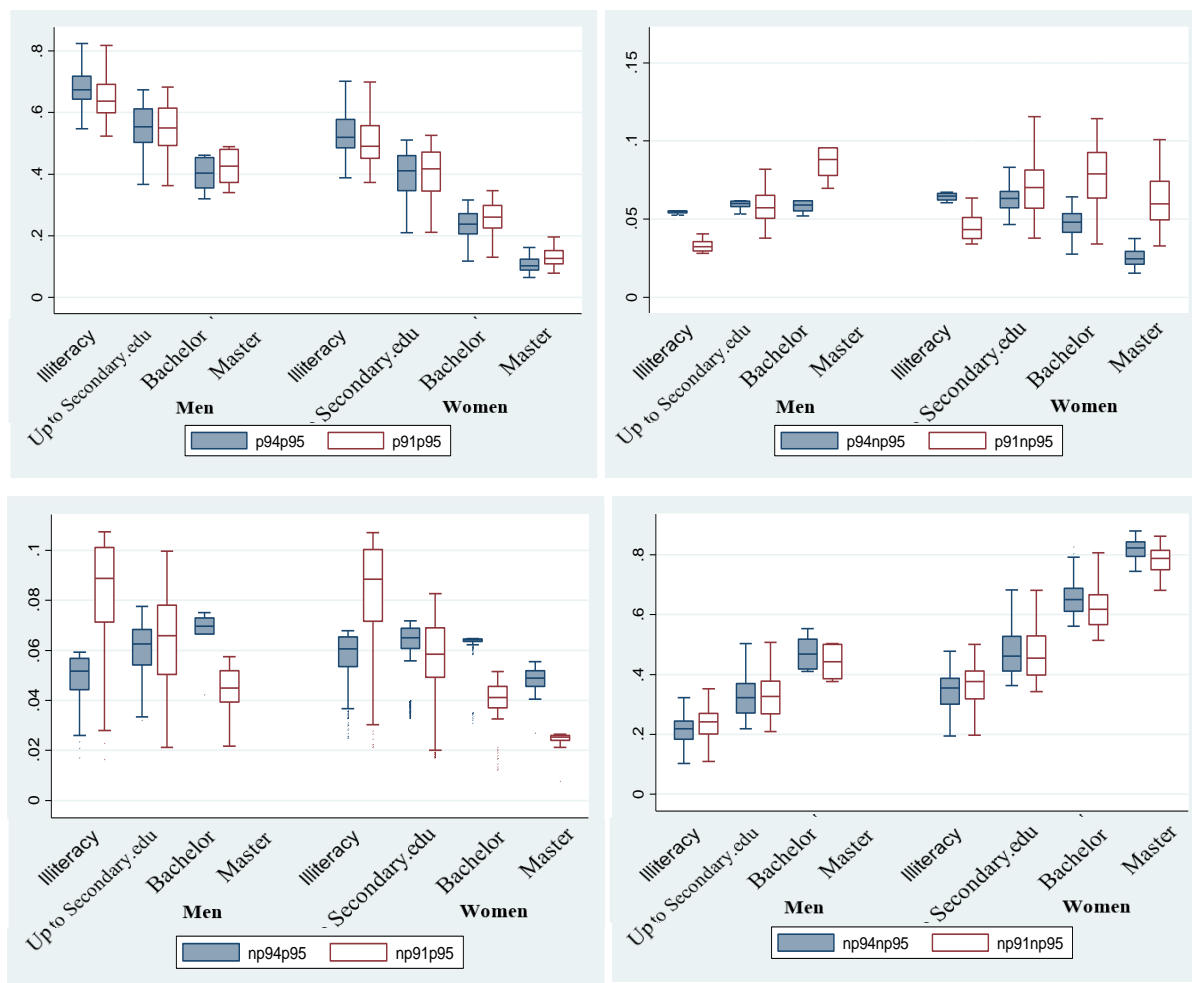 .8
.6
.4
.2
0
Illiteracy
Up to Secondary.edu
Bachelor
Master
Illiteracy
Secondary.edu
Bachelor
Master
Men
Women
p94p95
p91p95
.15
.1
.05
0
Illiteracy
Up to Secondary.edu
Bachelor
Master
Illiteracy
Secondary.edu
Bachelor
Master
Men
Women
p94np95
p91np95
.1
.08
.06
.04
.02
0
Illiteracy
Up to Secondary.edu
Bachelor
Master
Illiteracy
Secondary.edu
Bachelor
Master
Men
Women
np94p95
np91p95
.8
.6
.4
.2
0
Illiteracy
Up to Secondary.edu
Bachelor
Master
Illiteracy
Secondary.edu
Bachelor
Master
Men
Women
np94np95
np91np95